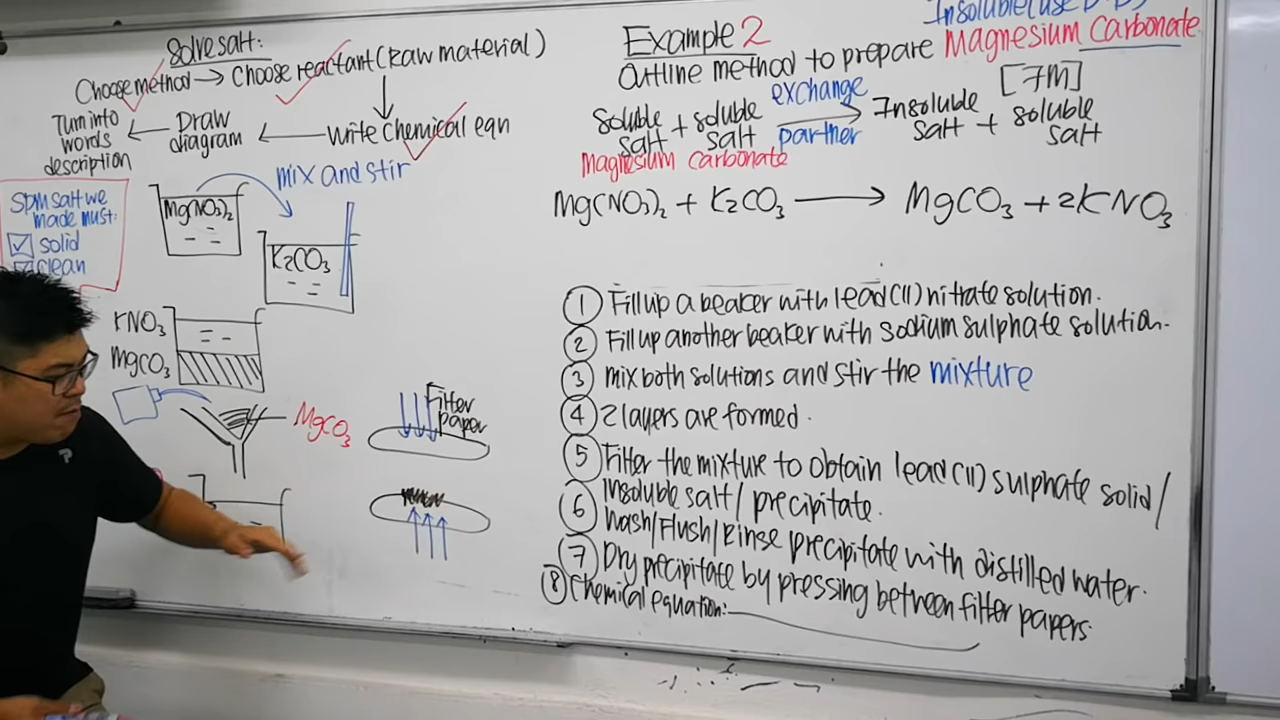 Solve salt:
Choose method → Choose reactant (Raw material)
Turn into words description ← Draw diagram ← Write Chemical eqn
SPM salt we
made must:
☑ solid
☑ clean
mix and stir
Mg(NO3)2
K2CO3
KNO3
MgCO3
MgCO3
Filter
paper
Insoluble (use
Example 2
Outline method to prepare Magnesium Carbonate
[7M]
Soluble salt + soluble salt exchange partner → Insoluble salt + soluble salt
Magnesium carbonate
Mg(NO3)2 + K2CO3 → MgCO3 + 2KNO3
① Fill up a beaker with lead(II) nitrate solution.
② Fill up another beaker with sodium sulphate solution.
③ mix both solutions and stir the mixture
④ 2 layers are formed.
⑤ Filter the mixture to obtain lead(II) sulphate solid/
Insoluble salt/precipitate.
⑥ Wash/Flush/Rinse precipitate with distilled water.
⑦ Dry precipitate by pressing between filter papers
⑧ Chemical equation: